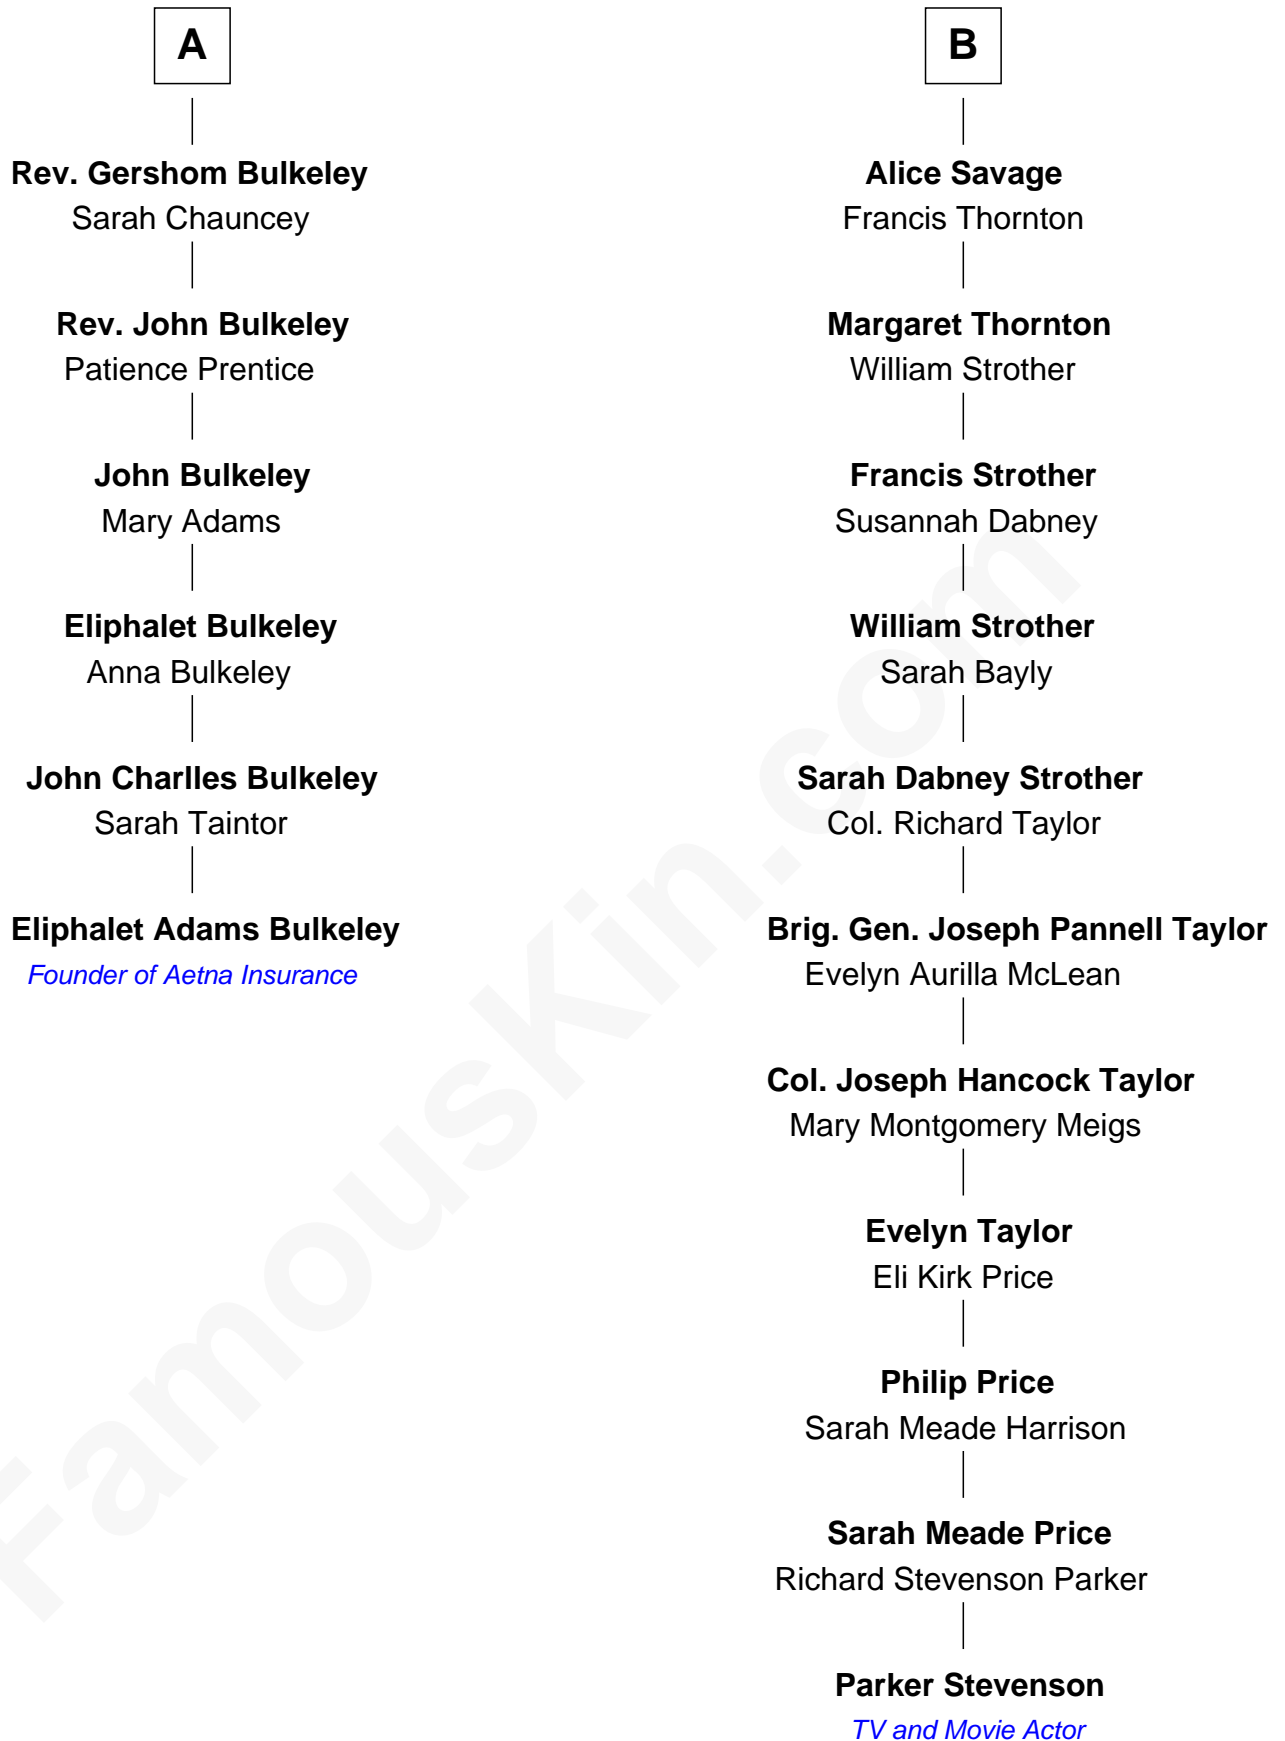 A
Rev. Gershom Bulkeley
Sarah Chauncey
Rev. John Bulkeley
Patience Prentice
John Bulkeley
Mary Adams
Eliphalet Bulkeley
Anna Bulkeley
John Charlles Bulkeley
Sarah Taintor
Eliphalet Adams Bulkeley
Founder of Aetna Insurance
B
Alice Savage
Francis Thornton
Margaret Thornton
William Strother
Francis Strother
Susannah Dabney
William Strother
Sarah Bayly
Sarah Dabney Strother
Col. Richard Taylor
Brig. Gen. Joseph Pannell Taylor
Evelyn Aurilla McLean
Col. Joseph Hancock Taylor
Mary Montgomery Meigs
Evelyn Taylor
Eli Kirk Price
Philip Price
Sarah Meade Harrison
Sarah Meade Price
Richard Stevenson Parker
Parker Stevenson
TV and Movie Actor
FamousKin.com